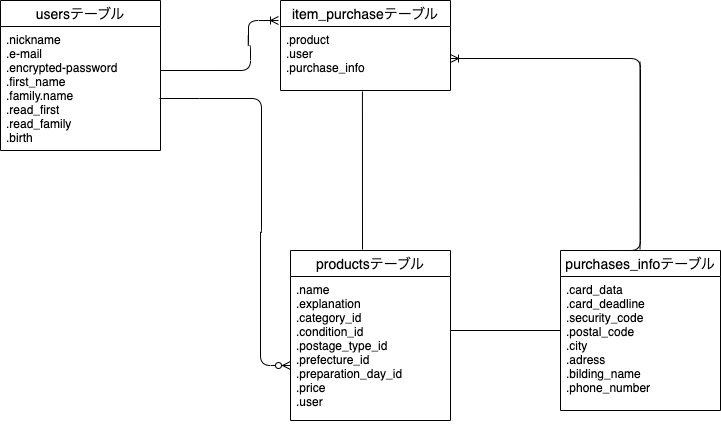 usersテーブル
.nickname
.e-mail
.encrypted-password
.first_name
.family.name
.read_first
.read_family
.birth
item_purchaseテーブル
.product
.user
.purchase_info
productsテーブル
.name
.explanation
.category_id
.condition_id
.postage_type_id
.prefecture_id
.preparation_day_id
.price
.user
purchases_infoテーブル
.card_data
.card_deadline
.security_code
.postal_code
.city
.adress
.bilding_name
.phone_number